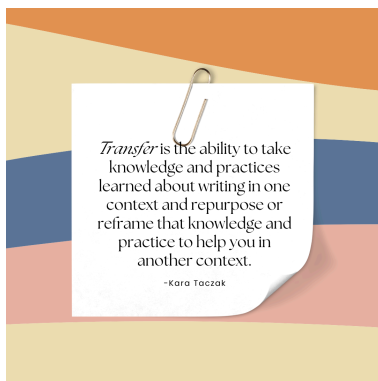 Transfer is the ability to take
knowledge and practices
learned about writing in one
context and repurpose or
reframe that knowledge and
practice to help you in
another context.
-Kara Taczak